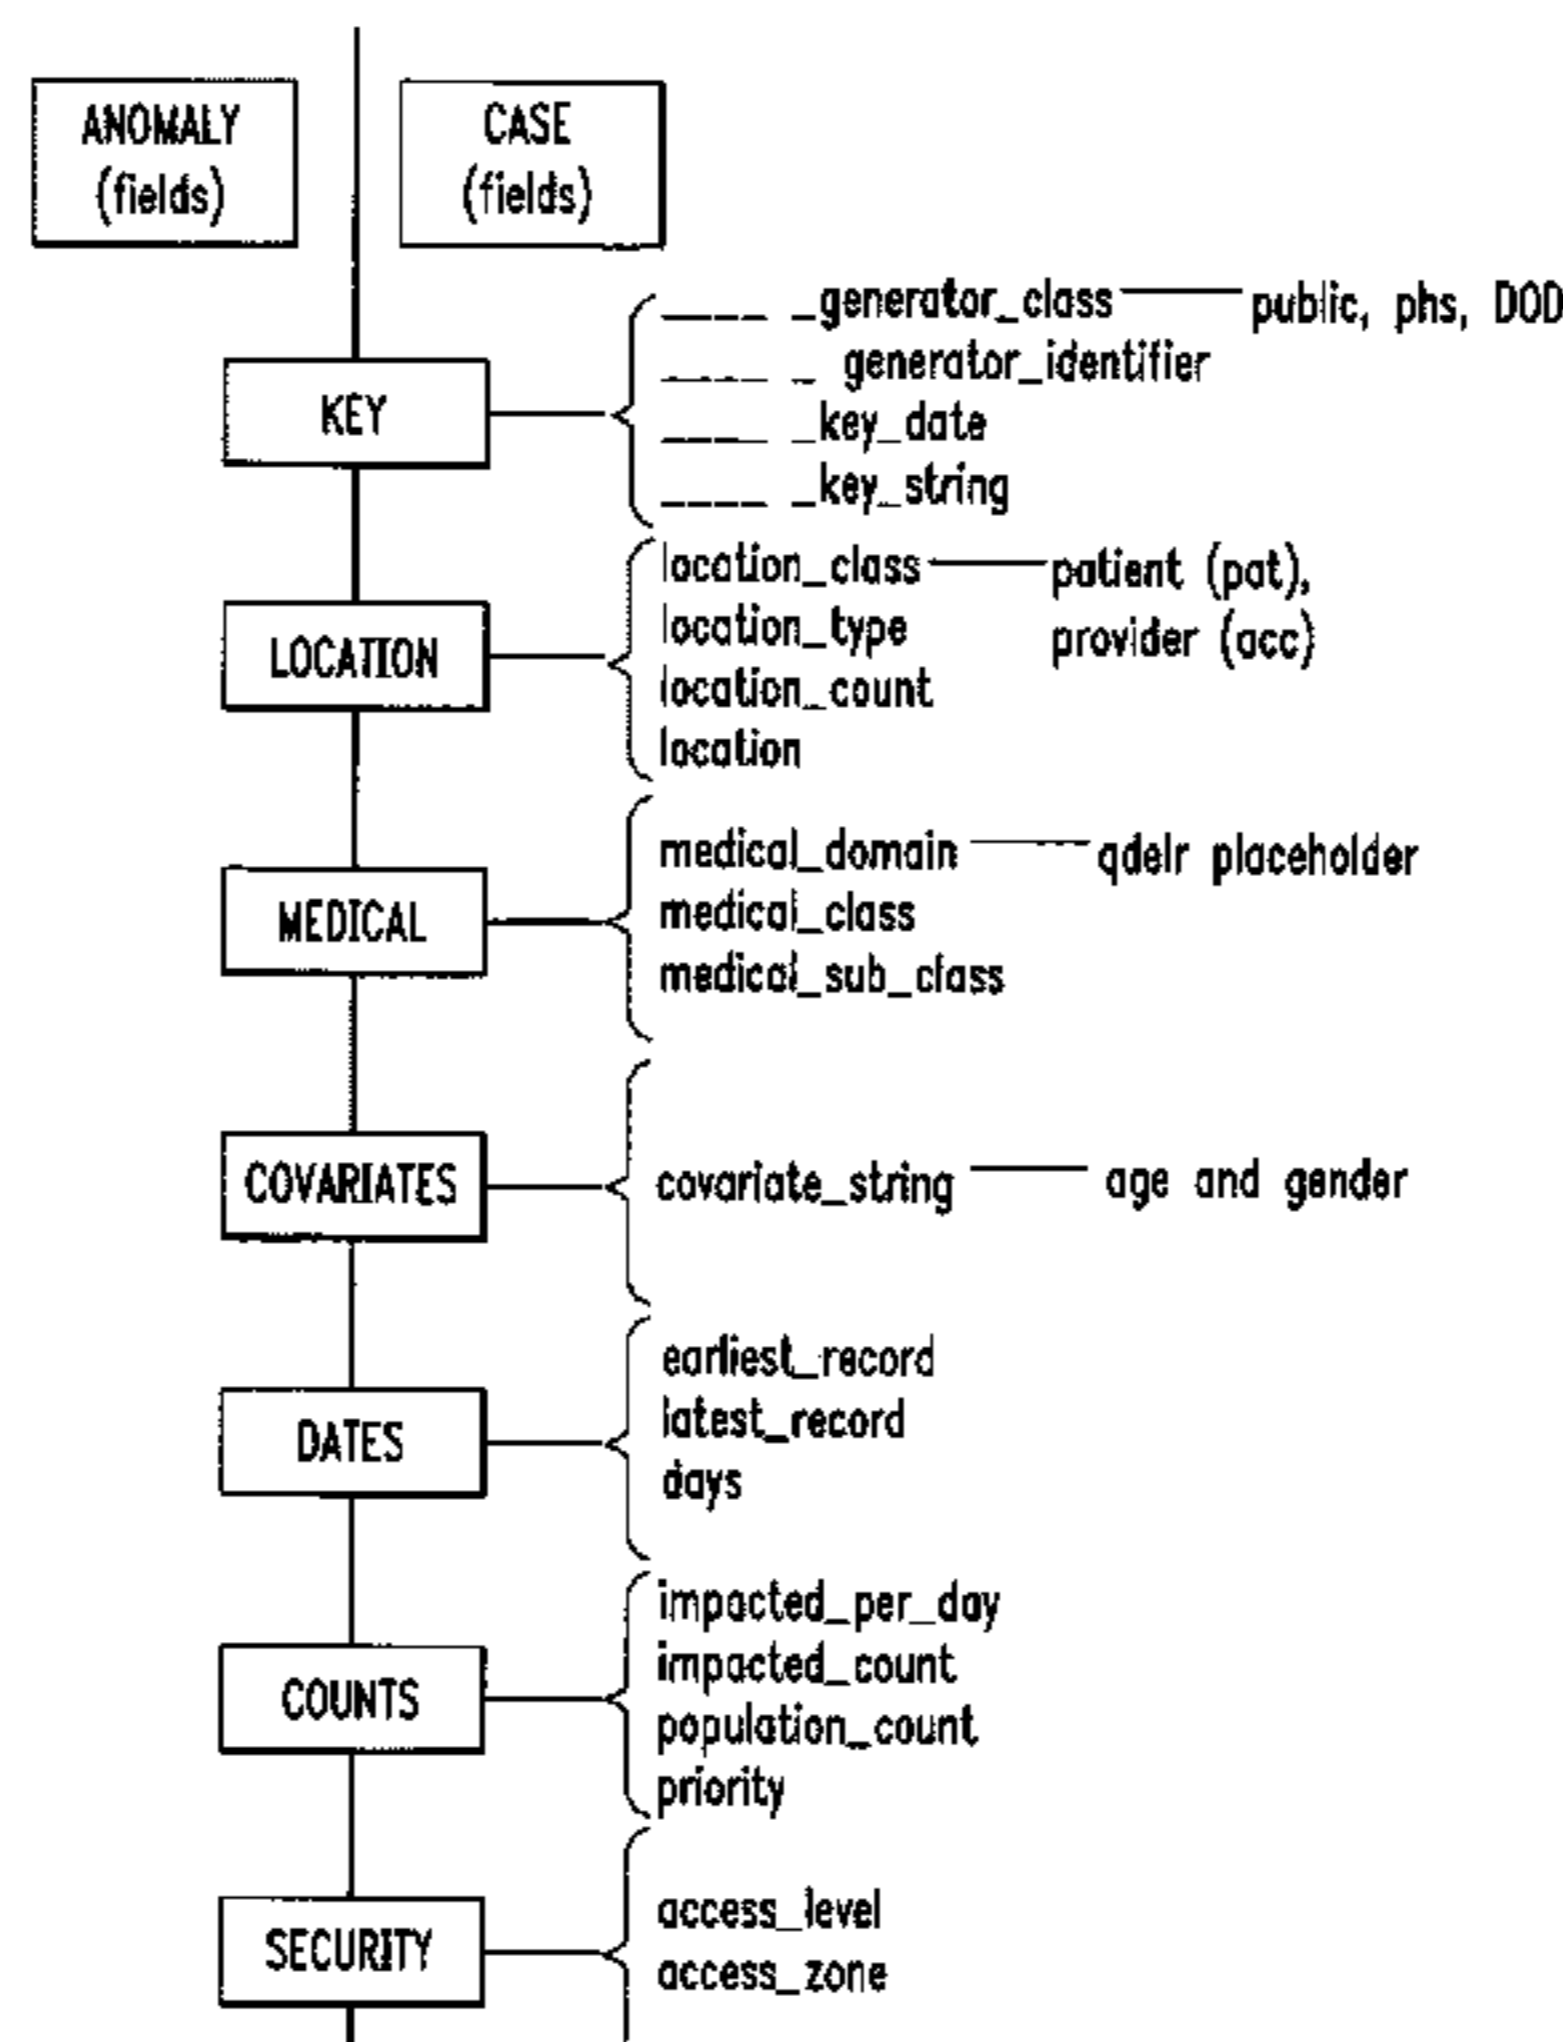 ANOMALY
(fields)
CASE
(fields)
KEY
____ _generator_class
public, phs, DOD
____ _ generator_identifier
____ _key_date
____ _key_string
LOCATION
location_class
patient (pat),
provider (acc)
location_type
location_count
location
MEDICAL
medical_domain
qdelr placeholder
medical_class
medical_sub_class
COVARIATES
covariate_string
age and gender
DATES
earliest_record
latest_record
days
COUNTS
impacted_per_day
impacted_count
population_count
priority
SECURITY
access_level
access_zone